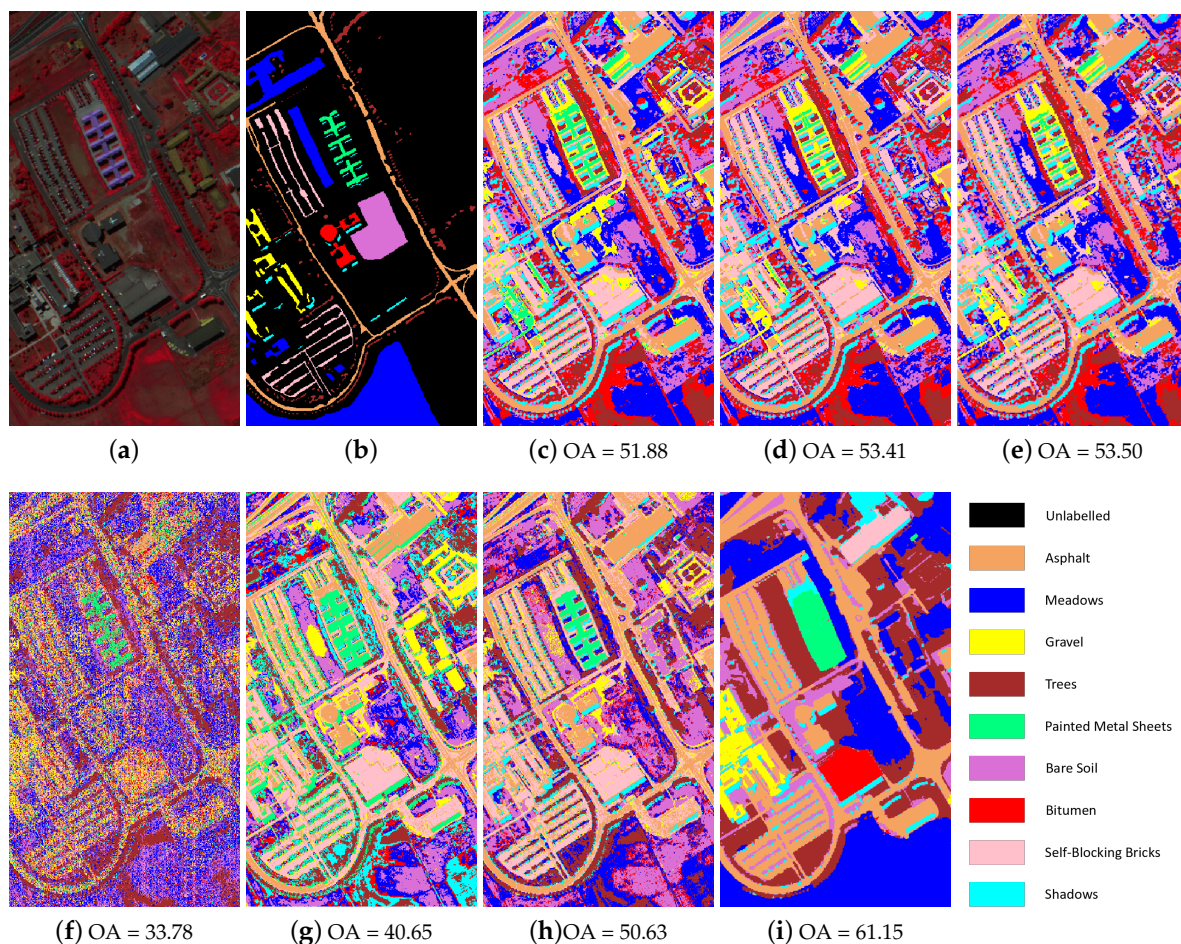 (a)
(b)
(c) OA = 51.88
(d) OA = 53.41
(e) OA = 53.50
Unlabelled
Asphalt
Meadows
Gravel
Trees
Painted Metal Sheets
Bare Soil
Bitumen
Self-Blocking Bricks
Shadows
(f) OA = 33.78
(g) OA = 40.65
(h)OA = 50.63
(i) OA = 61.15